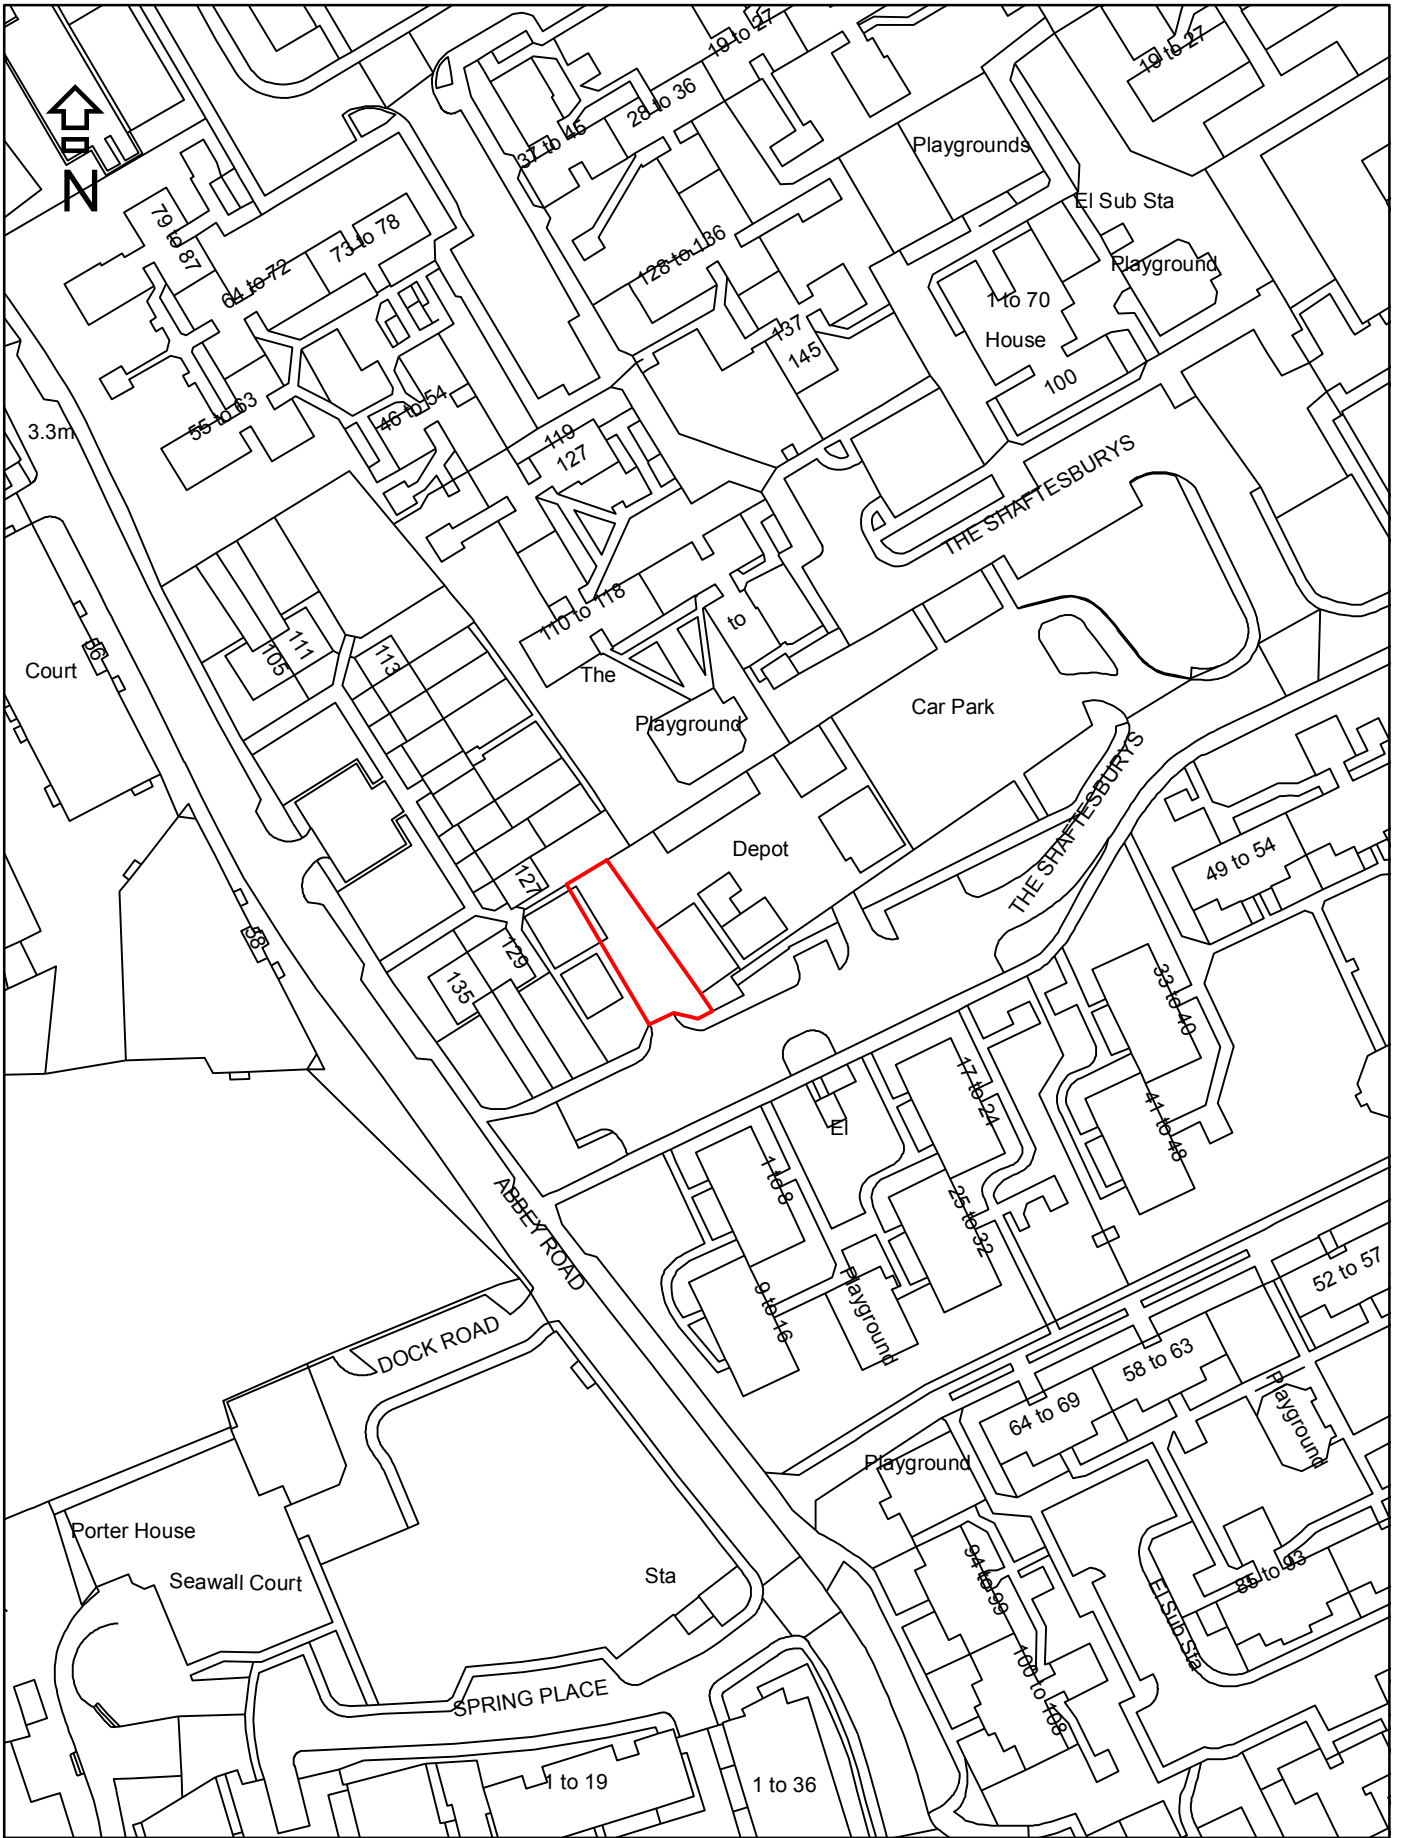 19 to 27
19 to 27
28 to 36
37 to 45
Playgrounds
N
El Sub Sta
79 to 87
73 to 78
128 to 136
Playground
64 to 72
1 to 70
House
137
145
100
55 to 63
46 to 54
3.3m
119
127
THE SHAFTESBURYS
110 to 118
to
111
105
113
66
Court
The
Playground
Car Park
THE SHAFTESBURYS
Depot
49 to 54
127
58
129
135
33 to 40
17 to 24
41 to 48
El
1 to 8
25 to 32
ABBEY ROAD
52 to 57
9 to 16
Playground
DOCK ROAD
58 to 63
64 to 69
Playground
Playground
Porter House
Seawall Court
Sta
94 to 99
85 to 93
El Sub Sta
100 to 108
SPRING PLACE
1 to 19
1 to 36